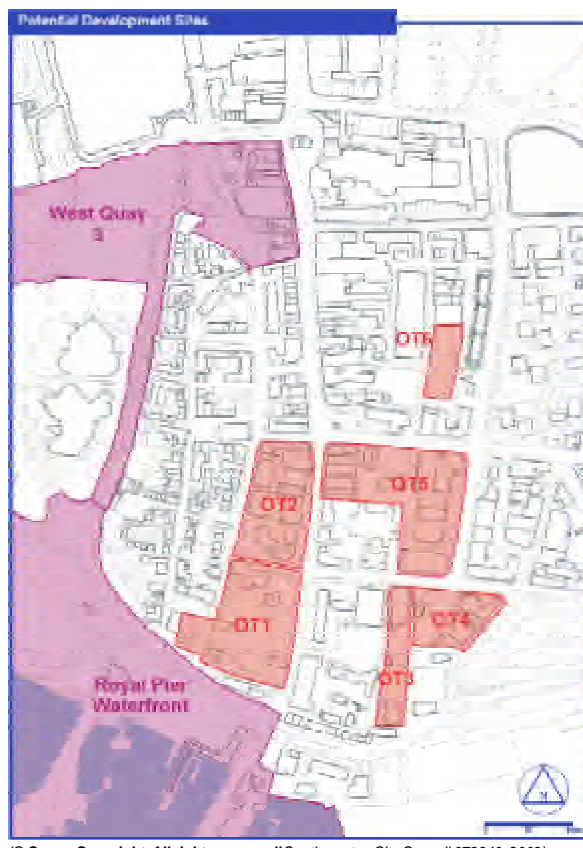 Potential Development Sites
West Quay
3
OT6
OT2
OT5
OT1
OT4
OT3
Royal Pier
Waterfront
N